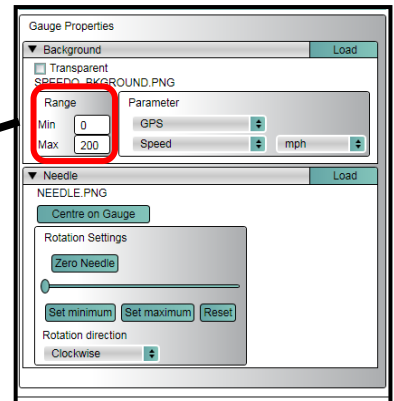 Gauge Properties
Background Load
Transparent
SPEEDO_BKGROUND.PNG
Range Parameter
Min 0 GPS
Max 200 Speed mph
Needle Load
NEEDLE.PNG
Centre on Gauge
Rotation Settings
Zero Needle
Set minimum Set maximum Reset
Rotation direction
Clockwise